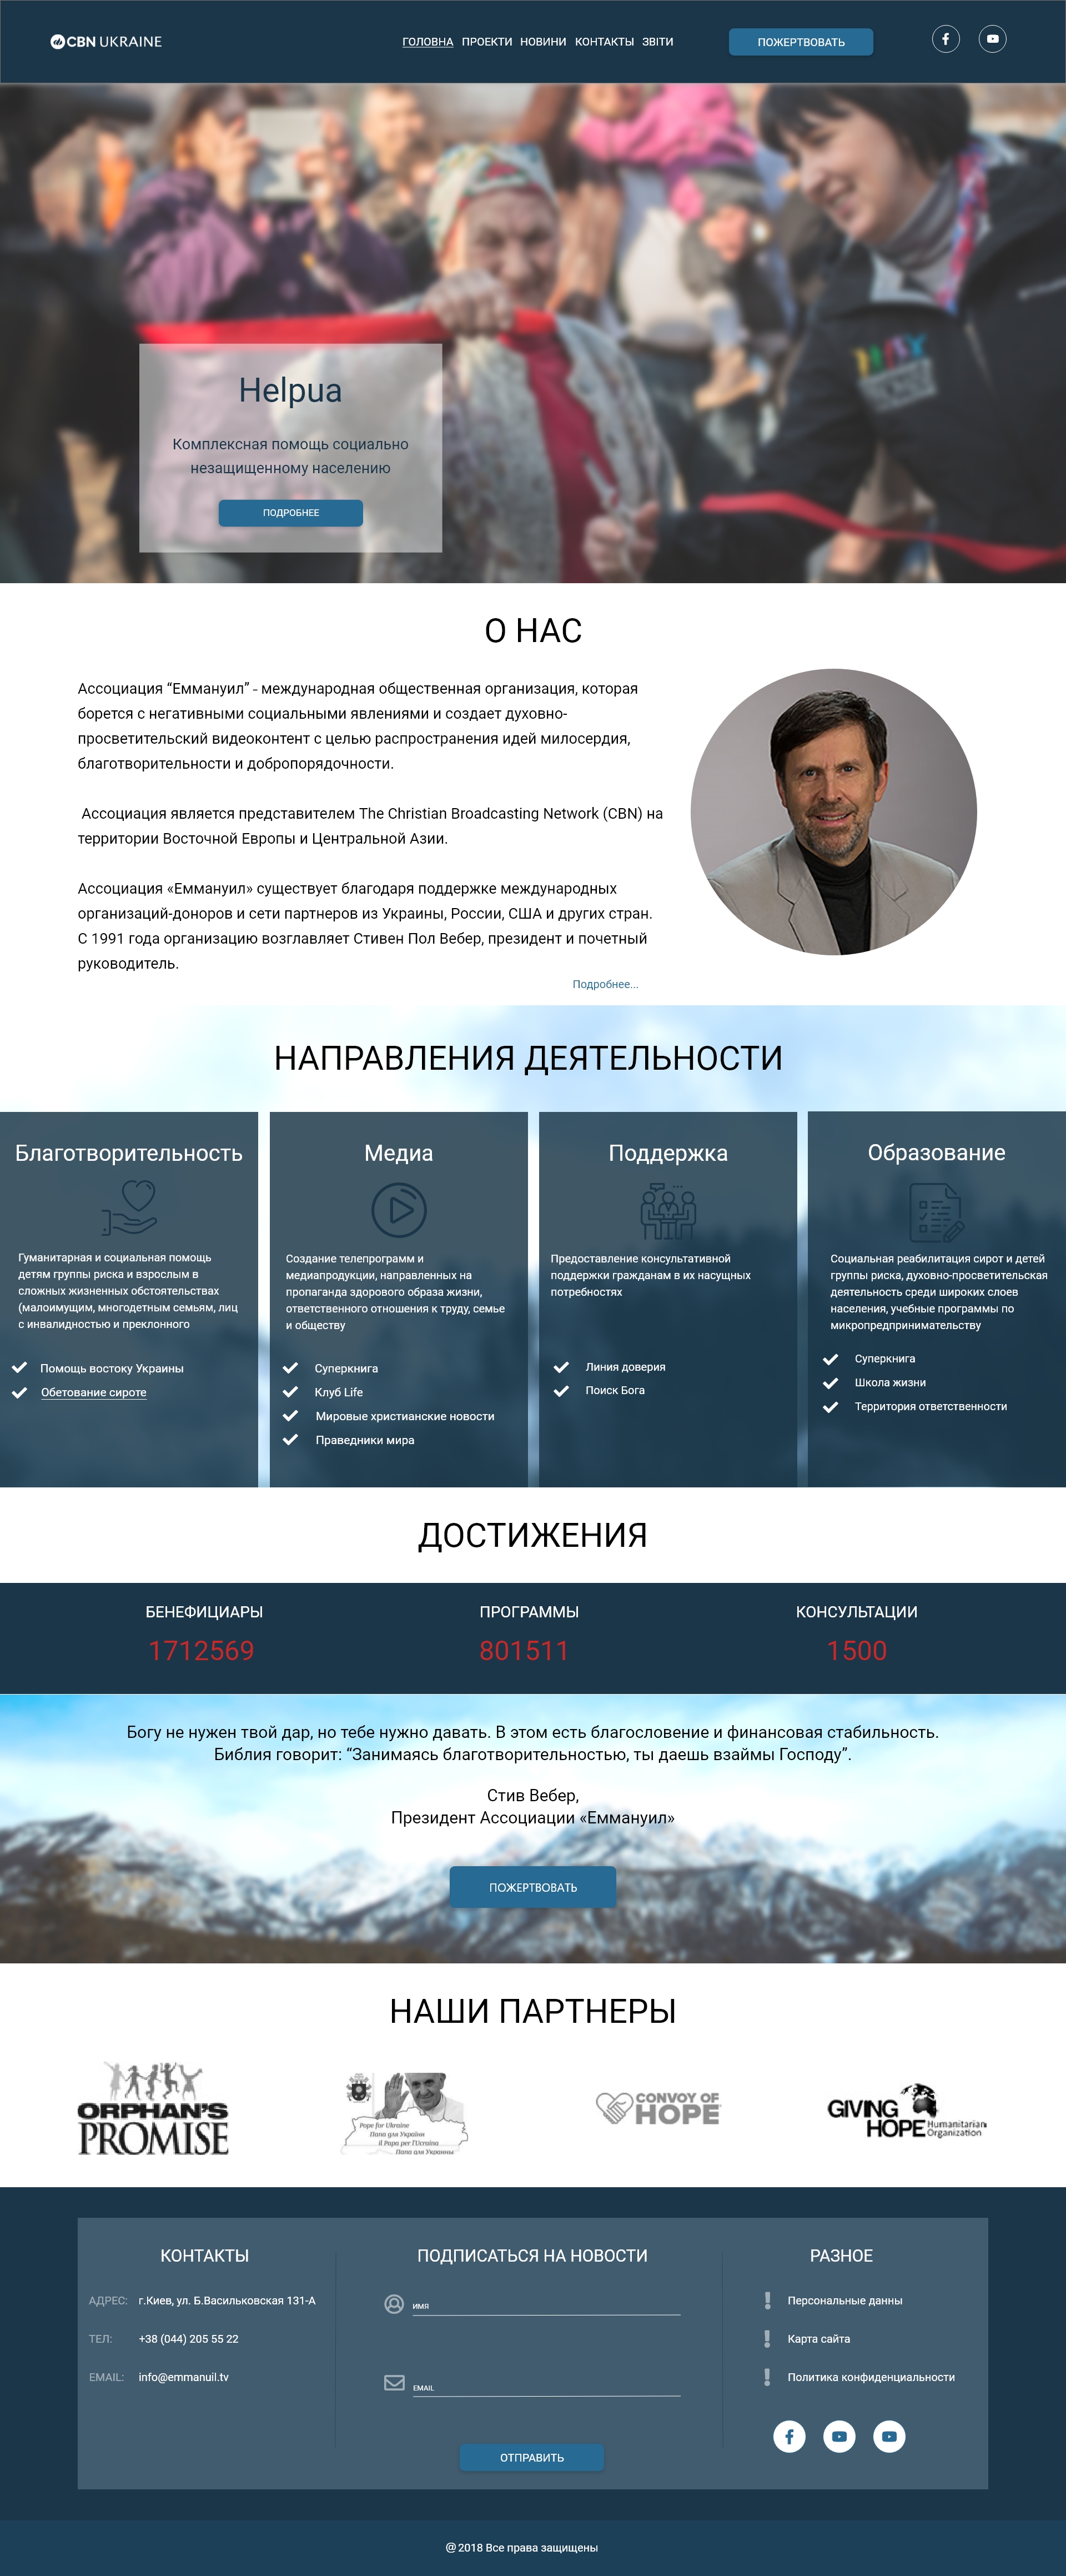 CBN UKRAINE
ГОЛОВНА ПРОЕКТИ НОВИНИ КОНТАКТЫ ЗВІТИ
ПОЖЕРТВОВАТЬ
Helpua
Комплексная помощь социально
незащищенному населению
ПОДРОБНЕЕ
О НАС
Ассоциация “Еммануил” - международная общественная организация, которая
борется с негативными социальными явлениями и создает духовно-
просветительский видеоконтент с целью распространения идей милосердия,
благотворительности и добропорядочности.
Ассоциация является представителем The Christian Broadcasting Network (CBN) на
территории Восточной Европы и Центральной Азии.
Ассоциация «Еммануил» существует благодаря поддержке международных
организаций-доноров и сети партнеров из Украины, России, США и других стран.
С 1991 года организацию возглавляет Стивен Пол Вебер, президент и почетный
руководитель.
Подробнее...
НАПРАВЛЕНИЯ ДЕЯТЕЛЬНОСТИ
Благотворительность
Гуманитарная и социальная помощь
детям группы риска и взрослым в
сложных жизненных обстоятельствах
(малоимущим, многодетным семьям, лиц
с инвалидностью и преклонного
Помощь востоку Украины
Обетование сироте
Медиа
Создание телепрограмм и
медиапродукции, направленных на
пропаганда здорового образа жизни,
ответственного отношения к труду, семье
и обществу
Суперкнига
Клуб Life
Мировые христианские новости
Праведники мира
Поддержка
Предоставление консультативной
поддержки гражданам в их насущных
потребностях
Линия доверия
Поиск Бога
Образование
Социальная реабилитация сирот и детей
группы риска, духовно-просветительская
деятельность среди широких слоев
населения, учебные программы по
микропредпринимательству
Суперкнига
Школа жизни
Территория ответственности
ДОСТИЖЕНИЯ
БЕНЕФИЦИАРЫ
1712569
ПРОГРАММЫ
801511
КОНСУЛЬТАЦИИ
1500
Богу не нужен твой дар, но тебе нужно давать. В этом есть благословение и финансовая стабильность.
Библия говорит: “Занимаясь благотворительностью, ты даешь взаймы Господу”.
Стив Вебер,
Президент Ассоциации «Еммануил»
ПОЖЕРТВОВАТЬ
НАШИ ПАРТНЕРЫ
ORPHAN'S
PROMISE
Pope for Ukraine
Папа для України
il Papa per l'Ucraina
Папа для Украины
CONVOY OF
HOPE
GIVING
HOPE
Humanitarian
Organization
КОНТАКТЫ
АДРЕС: г.Киев, ул. Б.Васильковская 131-А
ТЕЛ: +38 (044) 205 55 22
EMAIL: info@emmanuil.tv
ПОДПИСАТЬСЯ НА НОВОСТИ
ИМЯ
EMAIL
ОТПРАВИТЬ
РАЗНОЕ
Персональные данны
Карта сайта
Политика конфиденциальности
@ 2018 Все права защищены